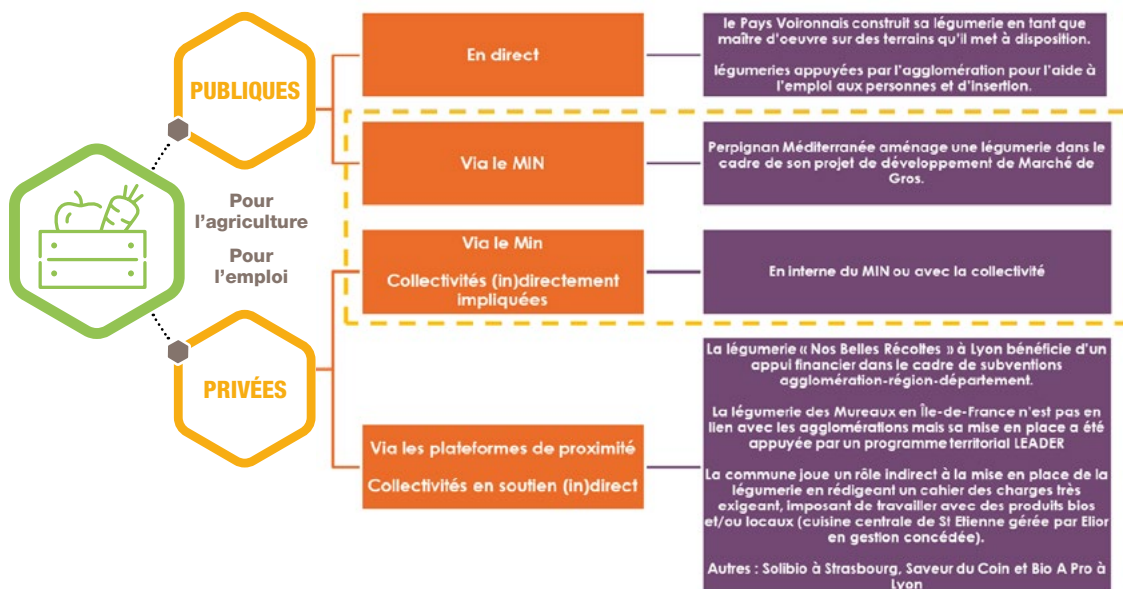 PUBLIQUES
Pour
l'agriculture
Pour
l'emploi
PRIVÉES
En direct
le Pays Voironnais construit sa légumerie en tant que
maître d'oeuvre sur des terrains qu'il met à disposition.
légumeries appuyées par l'agglomération pour l'aide à
l'emploi aux personnes et d'insertion.
Via le MIN
Perpignan Méditerranée aménage une légumerie dans le
cadre de son projet de développement de Marché de
Gros.
Via le Min
Collectivités (in)directement
impliquées
En interne du MIN ou avec la collectivité
Via les plateformes de proximité
Collectivités en soutien (in)direct
La légumerie « Nos Belles Récoltes » à Lyon bénéficie d'un
appui financier dans le cadre de subventions
agglomération-région-département.
La légumerie des Mureaux en Île-de-France n'est pas en
lien avec les agglomérations mais sa mise en place a été
appuyée par un programme territorial LEADER
La commune joue un rôle indirect à la mise en place de la
légumerie en rédigeant un cahier des charges très
exigeant, imposant de travailler avec des produits bios
et/ou locaux (cuisine centrale de St Etienne gérée par Elior
en gestion concédée).
Autres : Solibio à Strasbourg, Saveur du Coin et Bio A Pro à
Lyon